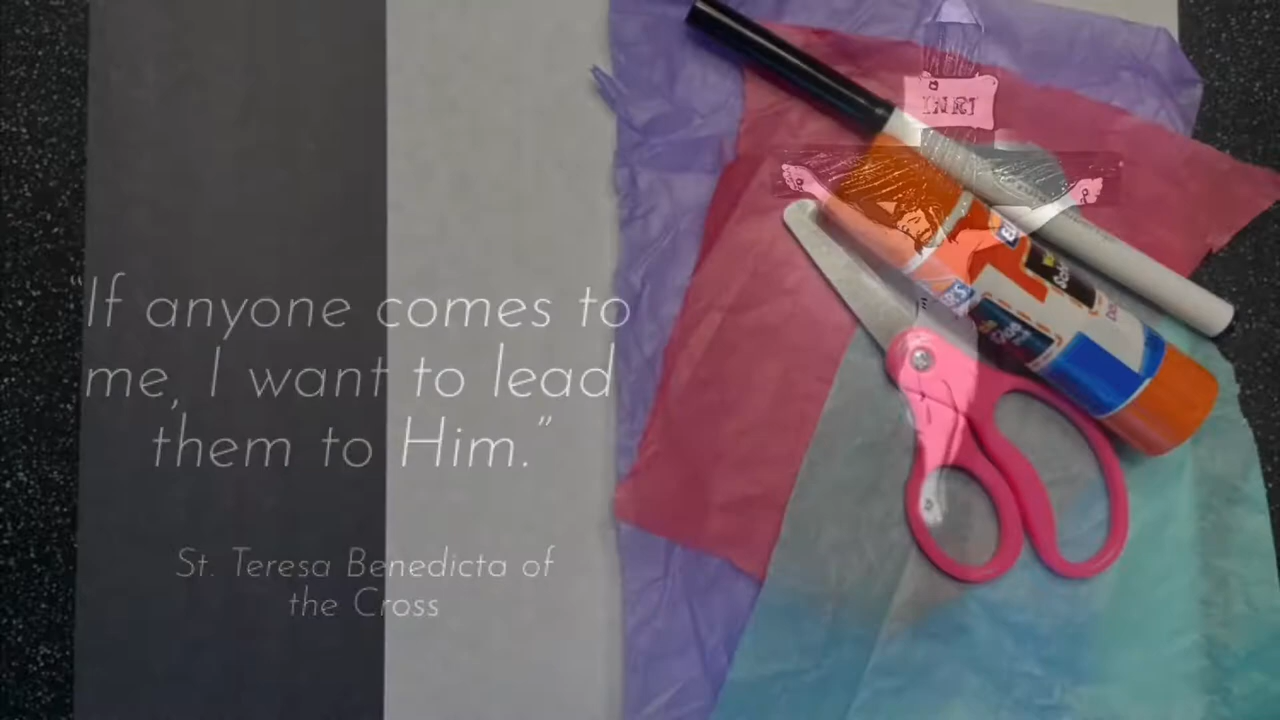 “If anyone comes to
me, I want to lead
them to Him.”
St. Teresa Benedicta of
the Cross
INRI